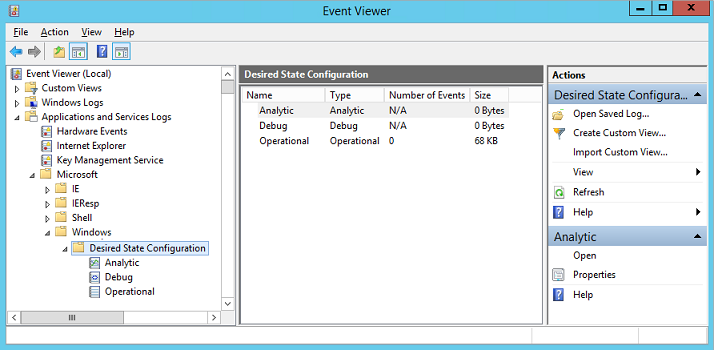 Event Viewer
File Action View Help
Event Viewer (Local)
Custom Views
Windows Logs
Applications and Services Logs
Hardware Events
Internet Explorer
Key Management Service
Microsoft
IE
IEResp
Shell
Windows
Desired State Configuration
Analytic
Debug
Operational
Desired State Configuration
Name Type Number of Events Size
Analytic Analytic N/A 0 Bytes
Debug Debug N/A 0 Bytes
Operational Operational 0 68 KB
Actions
Desired State Configura...
Open Saved Log...
Create Custom View...
Import Custom View...
View
Refresh
Help
Analytic
Open
Properties
Help